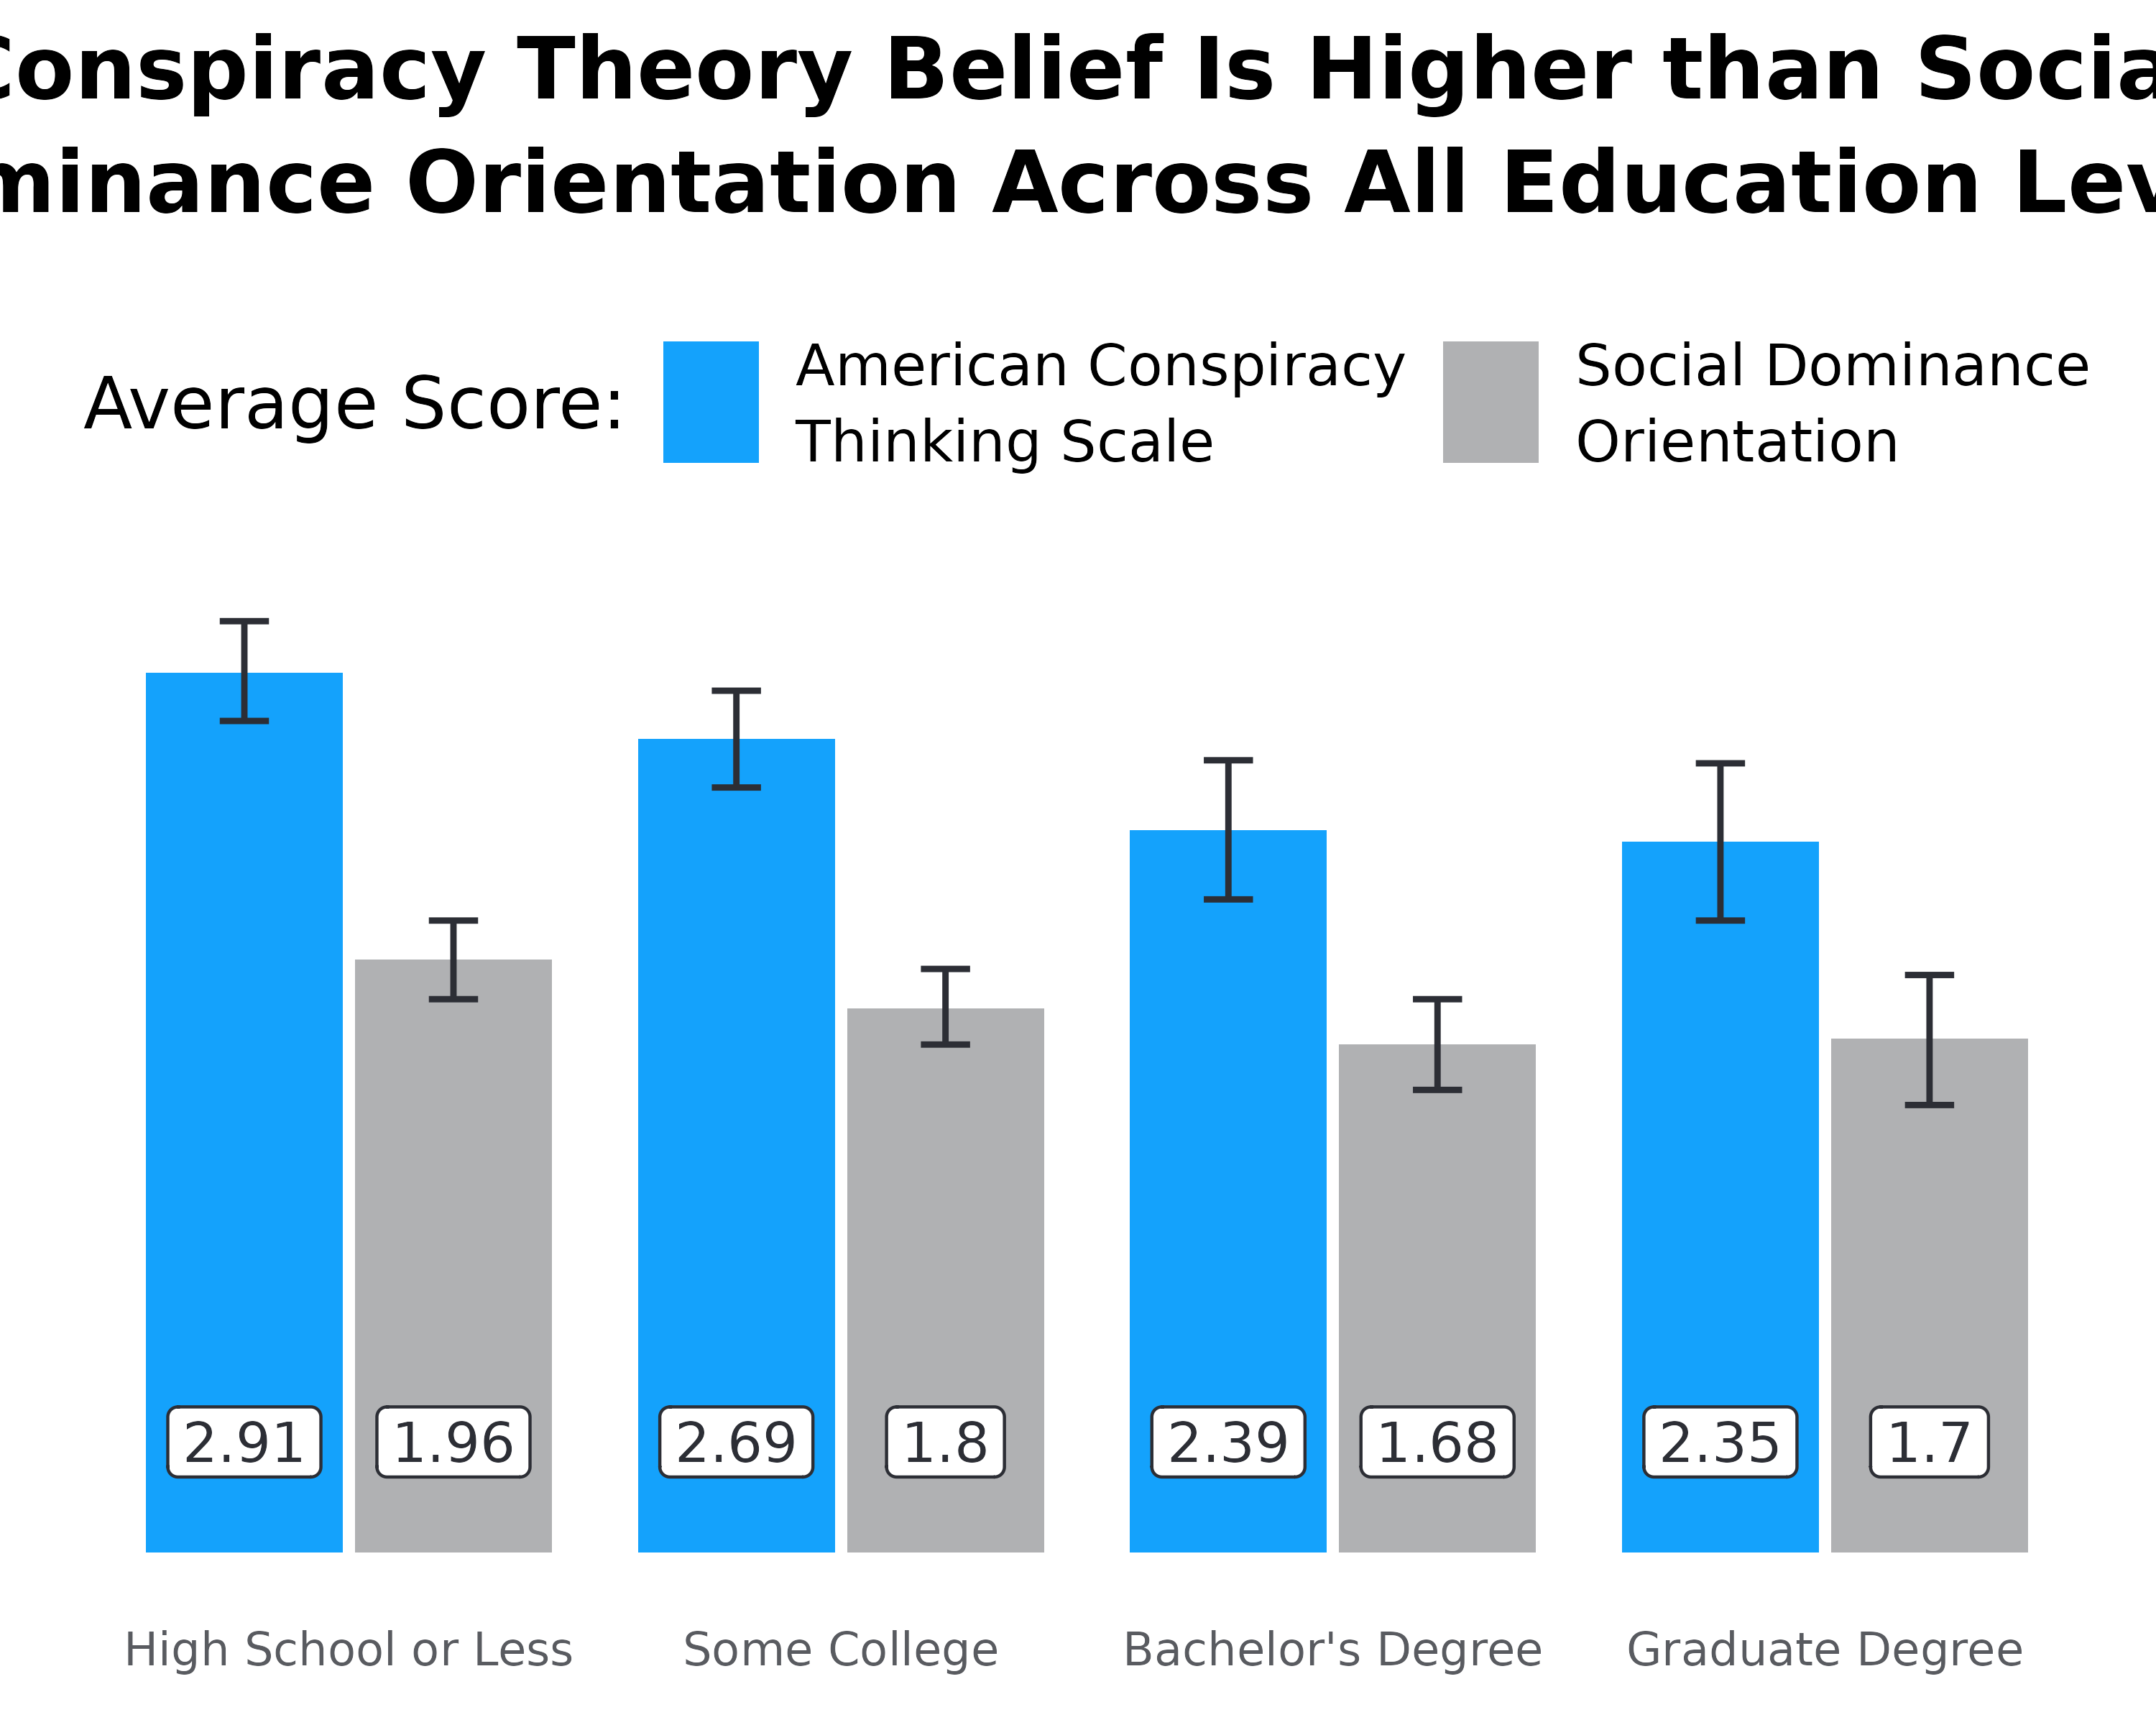 Conspiracy Theory Belief Is Higher than Socia
minance Orientation Across All Education Lev
Average Score:
American Conspiracy
Thinking Scale
Social Dominance
Orientation
2.91
1.96
2.69
1.8
2.39
1.68
2.35
1.7
High School or Less
Some College
Bachelor's Degree
Graduate Degree